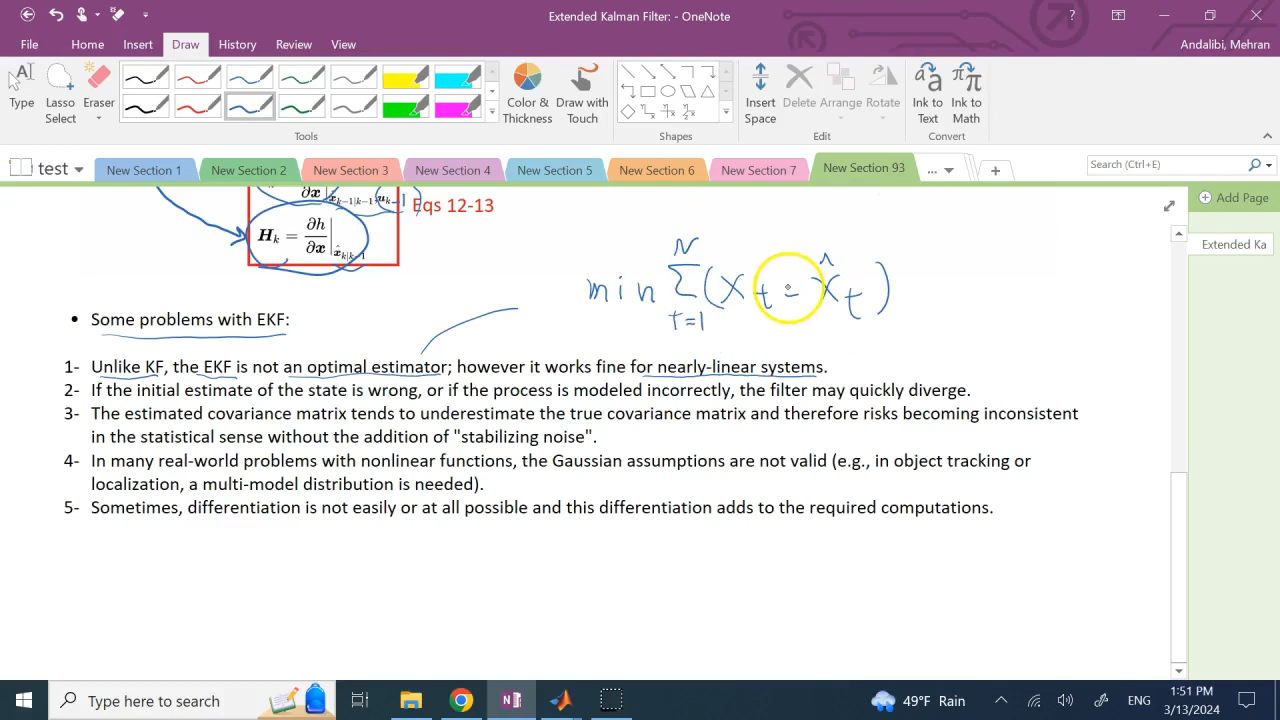 Extended Kalman Filter: - OneNote
File Home Insert Draw History Review View
Andalibi, Mehran
Type
Lasso Select
Eraser
Color & Thickness
Draw with Touch
Insert Space
Delete
Arrange
Rotate
Ink to Text
Ink to Math
Tools
Shapes
Edit
Convert
test New Section 1 New Section 2 New Section 3 New Section 4 New Section 5 New Section 6 New Section 7 New Section 93 ...
Search (Ctrl+E)
Add Page
Extended Ka
∂x | x̂k−1|k−1, uk−1
Eqs 12-13
Hk = ∂h/∂x | x̂k|k−1
min Σ N t=1 (xt − x̂t)
• Some problems with EKF:
1- Unlike KF, the EKF is not an optimal estimator; however it works fine for nearly-linear systems.
2- If the initial estimate of the state is wrong, or if the process is modeled incorrectly, the filter may quickly diverge.
3- The estimated covariance matrix tends to underestimate the true covariance matrix and therefore risks becoming inconsistent
in the statistical sense without the addition of "stabilizing noise".
4- In many real-world problems with nonlinear functions, the Gaussian assumptions are not valid (e.g., in object tracking or
localization, a multi-model distribution is needed).
5- Sometimes, differentiation is not easily or at all possible and this differentiation adds to the required computations.
Type here to search
49°F Rain
ENG
1:51 PM
3/13/2024